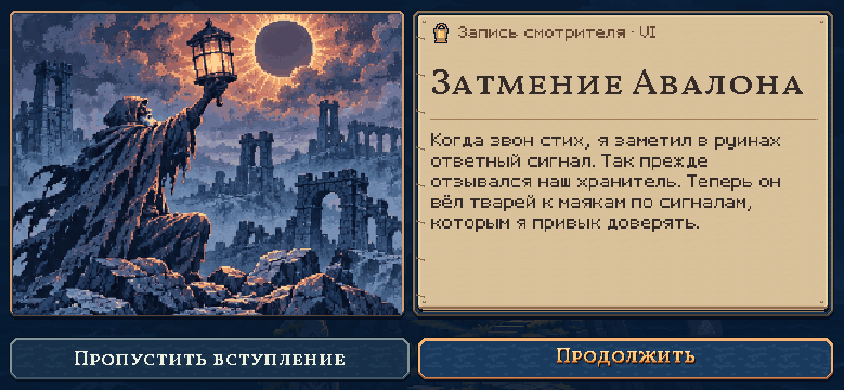 Запись смотрителя · VI
Затмение Авалона
Когда звон стих, я заметил в руинах
ответный сигнал. Так прежде
отзывался наш хранитель. Теперь он
вёл тварей к маякам по сигналам,
которым я привык доверять.
Пропустить вступление
Продолжить